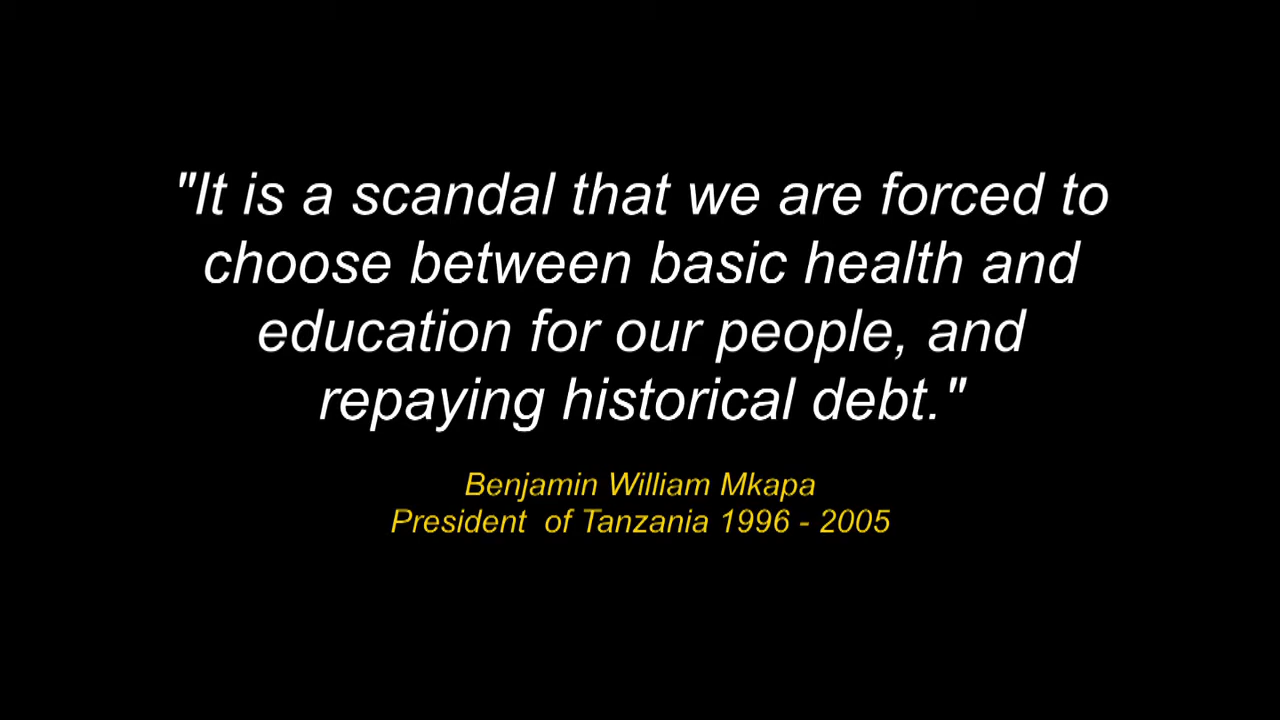 "It is a scandal that we are forced to
choose between basic health and
education for our people, and
repaying historical debt."
Benjamin William Mkapa
President  of Tanzania 1996 - 2005